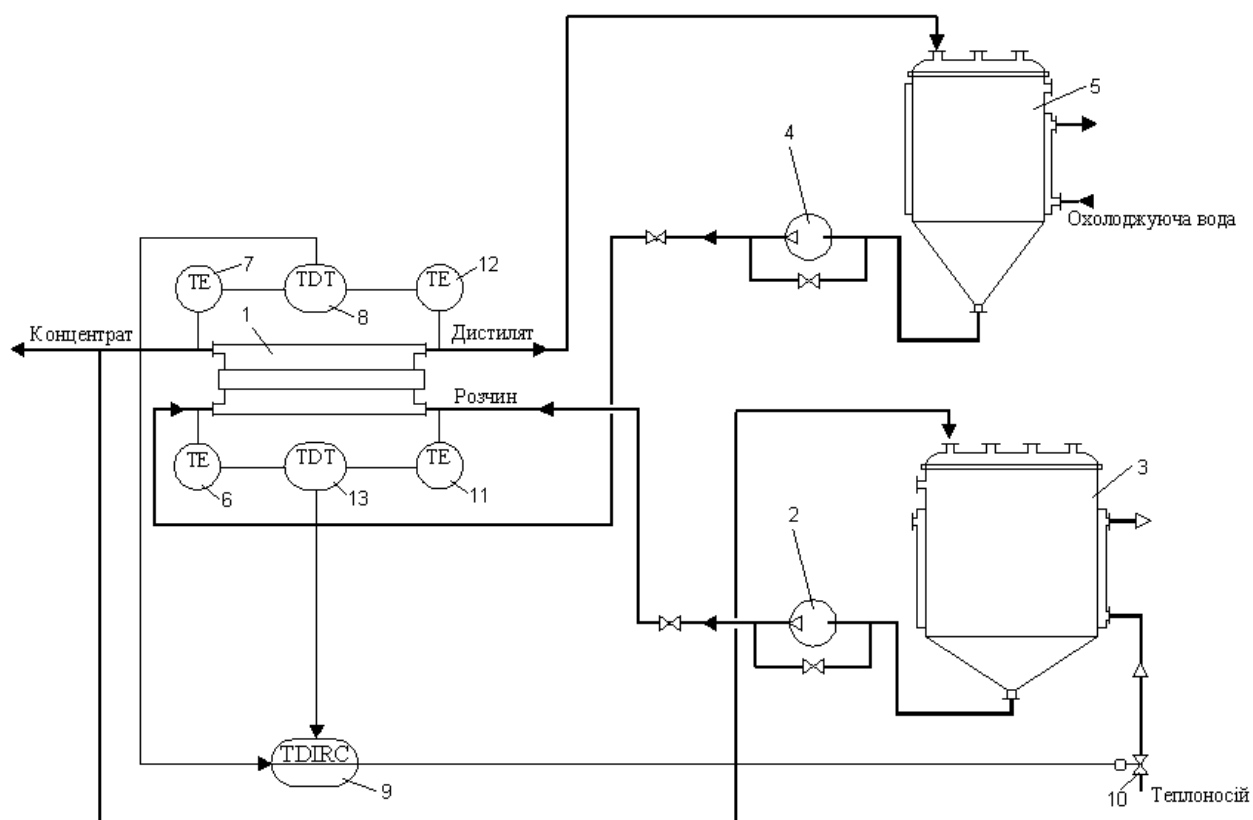 5
4
Охолоджуюча вода
7
12
TE
TDT
TE
8
1
Концентрат
Дистилят
Розчин
TE
TDT
TE
6
13
11
3
2
TDIRC
9
10
Теплоносій